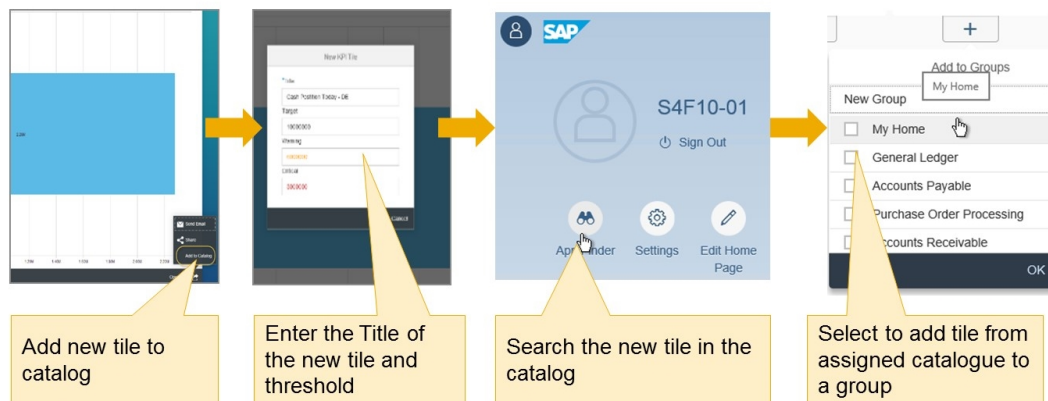 Send Email
Share
Add to Catalog
New KPI Tile
Cash Position Today - DE
Target
10000000
Warning
Critical
Cancel
SAP
S4F10-01
Sign Out
App Finder
Settings
Edit Home
Page
Add to Groups
My Home
New Group
My Home
General Ledger
Accounts Payable
Purchase Order Processing
Accounts Receivable
OK
Add new tile to
catalog
Enter the Title of
the new tile and
threshold
Search the new tile in the
catalog
Select to add tile from
assigned catalogue to
a group